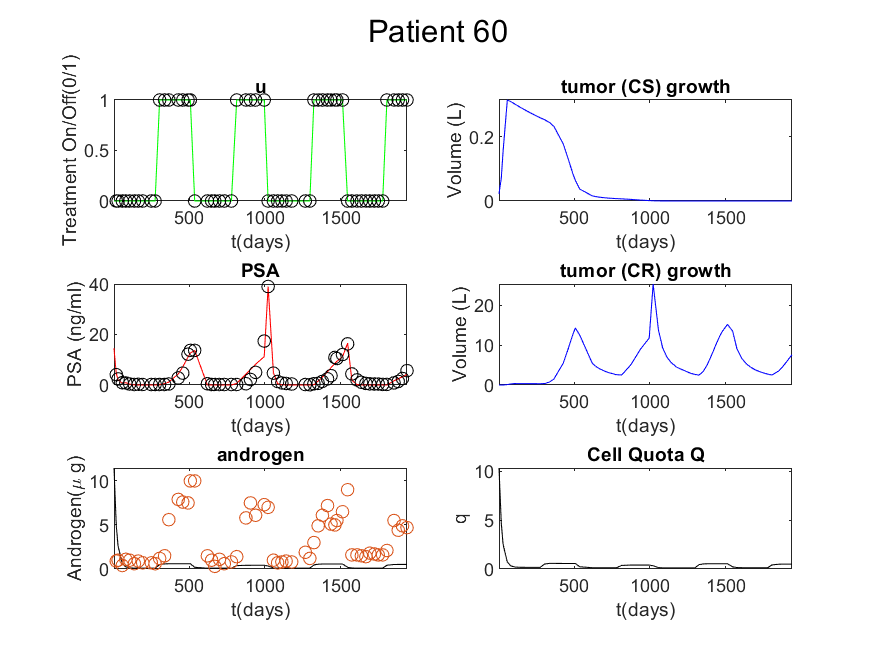 Patient 60
u
Treatment On/Off(0/1)
1
0.5
0
500
1000
1500
t(days)
tumor (CS) growth
Volume (L)
0.2
0
500
1000
1500
t(days)
PSA
PSA (ng/ml)
40
20
0
500
1000
1500
t(days)
tumor (CR) growth
Volume (L)
20
10
0
500
1000
1500
t(days)
androgen
Androgen(μ g)
10
5
0
500
1000
1500
t(days)
Cell Quota Q
q
10
5
0
500
1000
1500
t(days)